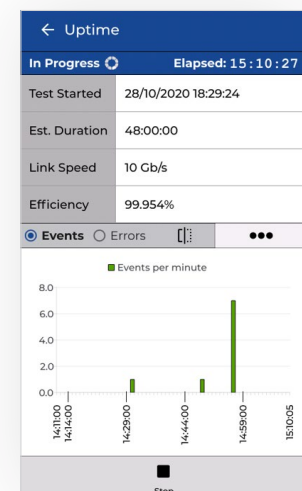 Uptime
In Progress Elapsed: 15:10:27
Test Started 28/10/2020 18:29:24
Est. Duration 48:00:00
Link Speed 10 Gb/s
Efficiency 99.954%
Events Errors
Events per minute
8.0
6.0
4.0
2.0
0.0
14:11:00
14:14:00
14:29:00
14:44:00
14:59:00
15:10:05
Stop